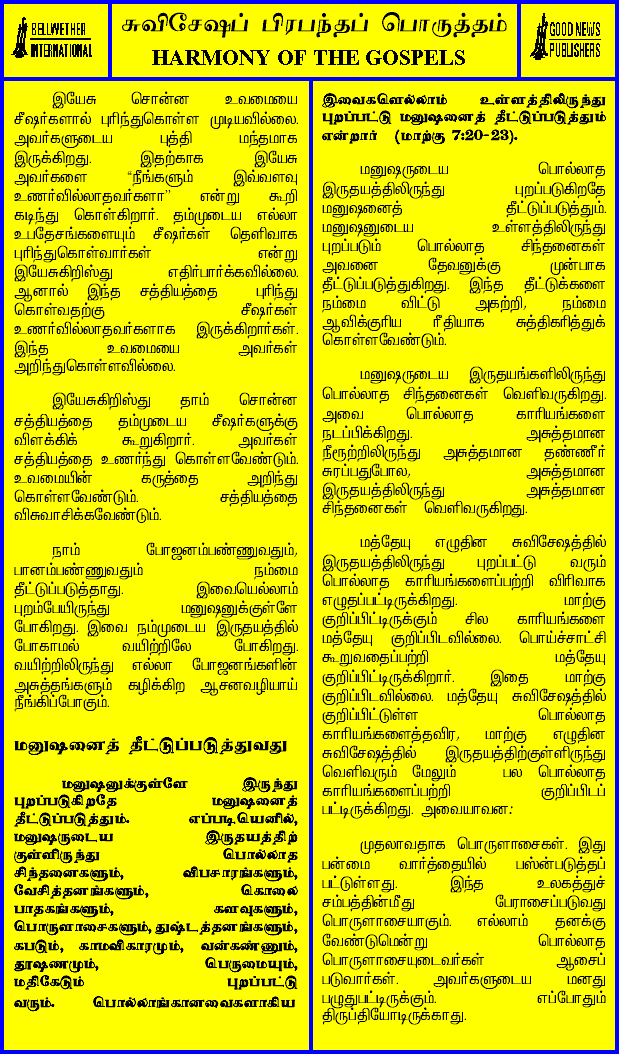 BELLWETHER
INTERNATIONAL
சுவிசேஷப் பிரபந்தப் பொருத்தம்
HARMONY OF THE GOSPELS
GOOD NEWS
PUBLISHERS
இயேசு சொன்ன உவமையை
சீஷர்களால் புரிந்துகொள்ள முடியவில்லை.
அவர்களுடைய புத்தி மந்தமாக
இருக்கிறது. இதற்காக இயேசு
அவர்களை “நீங்களும் இவ்வளவு
உணர்வில்லாதவர்களா” என்று கூறி
கடிந்து கொள்கிறார். தம்முடைய எல்லா
உபதேசங்களையும் சீஷர்கள் தெளிவாக
புரிந்துகொள்வார்கள் என்று
இயேசுகிறிஸ்து எதிர்பார்க்கவில்லை.
ஆனால் இந்த சத்தியத்தை புரிந்து
கொள்வதற்கு சீஷர்கள்
உணர்வில்லாதவர்களாக இருக்கிறார்கள்.
இந்த உவமையை அவர்கள்
அறிந்துகொள்ளவில்லை.
இயேசுகிறிஸ்து தாம் சொன்ன
சத்தியத்தை தம்முடைய சீஷர்களுக்கு
விளக்கிக் கூறுகிறார். அவர்கள்
சத்தியத்தை உணர்ந்து கொள்ளவேண்டும்.
உவமையின் கருத்தை அறிந்து
கொள்ளவேண்டும். சத்தியத்தை
விசுவாசிக்கவேண்டும்.
நாம் போஜனம்பண்ணுவதும்,
பானம்பண்ணுவதும் நம்மை
தீட்டுப்படுத்தாது. இவையெல்லாம்
புறம்பேயிருந்து மனுஷனுக்குள்ளே
போகிறது. இவை நம்முடைய இருதயத்தில்
போகாமல் வயிற்றிலே போகிறது.
வயிற்றிலிருந்து எல்லா போஜனங்களின்
அசுத்தங்களும் கழிக்கிற ஆசனவழியாய்
நீங்கிப்போகும்.
மனுஷனைத் தீட்டுப்படுத்துவது
மனுஷனுக்குள்ளே இருந்து
புறப்படுகிறதே மனுஷனைத்
தீட்டுப்படுத்தும். எப்படியெனில்,
மனுஷருடைய இருதயத்திற்
குள்ளிருந்து பொல்லாத
சிந்தனைகளும், விபசாரங்களும்,
வேசித்தனங்களும், கொலை
பாதகங்களும், களவுகளும்,
பொருளாசைகளும், துஷ்டத்தனங்களும்,
கபடும், காமவிகாரமும், வன்கண்ணும்,
தூஷணமும், பெருமையும்,
மதிகேடும் புறப்பட்டு
வரும். பொல்லாங்கானவைகளாகிய
இவைகளெல்லாம் உள்ளத்திலிருந்து
புறப்பட்டு மனுஷனைத் தீட்டுப்படுத்தும்
என்றார் (மாற்கு 7:20-23).
மனுஷருடைய பொல்லாத
இருதயத்திலிருந்து புறப்படுகிறதே
மனுஷனைத் தீட்டுப்படுத்தும்.
மனுஷனுடைய உள்ளத்திலிருந்து
புறப்படும் பொல்லாத சிந்தனைகள்
அவனை தேவனுக்கு முன்பாக
தீட்டுப்படுத்துகிறது. இந்த தீட்டுக்களை
நம்மை விட்டு அகற்றி, நம்மை
ஆவிக்குரிய ரீதியாக சுத்திகரித்துக்
கொள்ளவேண்டும்.
மனுஷருடைய இருதயங்களிலிருந்து
பொல்லாத சிந்தனைகள் வெளிவருகிறது.
அவை பொல்லாத காரியங்களை
நடப்பிக்கிறது. அசுத்தமான
நீரூற்றிலிருந்து அசுத்தமான தண்ணீர்
சுரப்பதுபோல, அசுத்தமான
இருதயத்திலிருந்து அசுத்தமான
சிந்தனைகள் வெளிவருகிறது.
மத்தேயு எழுதின சுவிசேஷத்தில்
இருதயத்திலிருந்து புறப்பட்டு வரும்
பொல்லாத காரியங்களைப்பற்றி விரிவாக
எழுதப்பட்டிருக்கிறது. மாற்கு
குறிப்பிட்டிருக்கும் சில காரியங்களை
மத்தேயு குறிப்பிடவில்லை. பொய்ச்சாட்சி
கூறுவதைப்பற்றி மத்தேயு
குறிப்பிட்டிருக்கிறார். இதை மாற்கு
குறிப்பிடவில்லை. மத்தேயு சுவிசேஷத்தில்
குறிப்பிட்டுள்ள பொல்லாத
காரியங்களைத்தவிர, மாற்கு எழுதின
சுவிசேஷத்தில் இருதயத்திற்குள்ளிருந்து
வெளிவரும் மேலும் பல பொல்லாத
காரியங்களைப்பற்றி குறிப்பிடப்
பட்டிருக்கிறது. அவையாவன:
முதலாவதாக பொருளாசைகள். இது
பன்மை வார்த்தையில் பஸ்ன்படுத்தப்
பட்டுள்ளது. இந்த உலகத்துச்
சம்பத்தின்மீது பேராசைப்படுவது
பொருளாசையாகும். எல்லாம் தனக்கு
வேண்டுமென்று பொல்லாத
பொருளாசையுடைவர்கள் ஆசைப்
படுவார்கள். அவர்களுடைய மனது
பழுதுபட்டிருக்கும். எப்போதும்
திருப்தியோடிருக்காது.